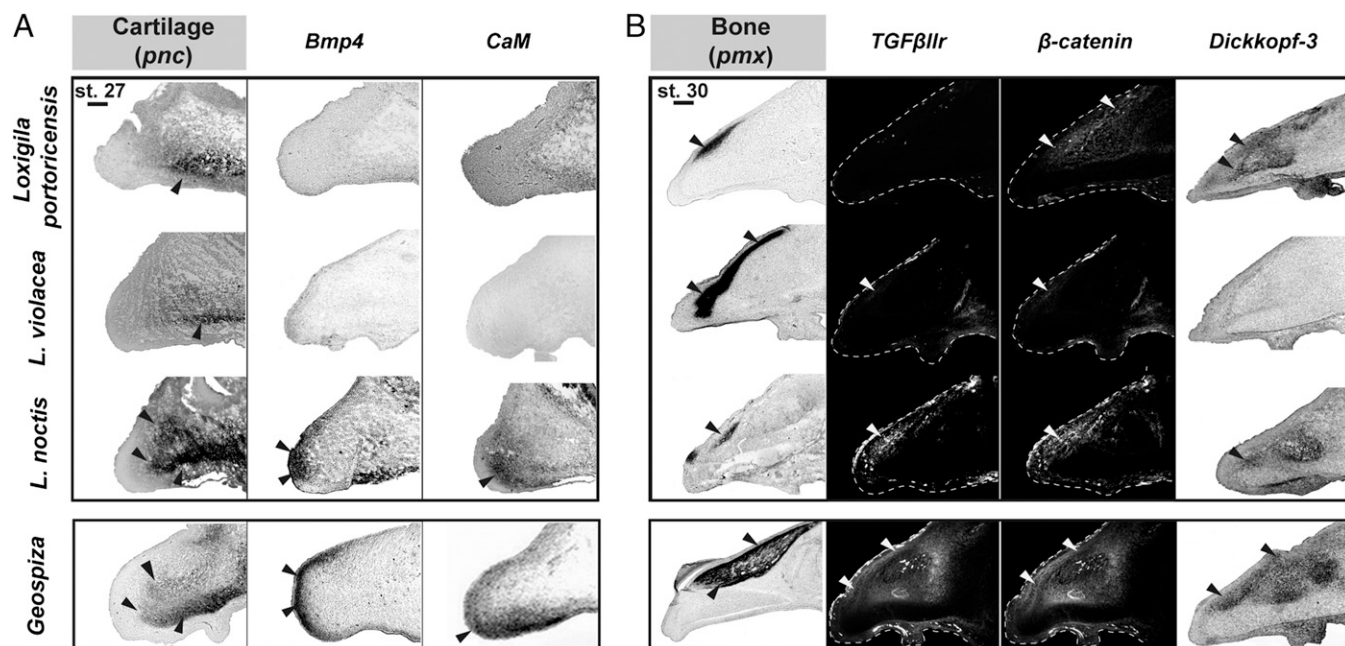 A
Cartilage
(pnc)
Bmp4
CaM
B
Bone
(pmx)
TGFβIIr
β-catenin
Dickkopf-3
st. 27
st. 30
Loxigila
portoricensis
L. violacea
L. noctis
Geospiza